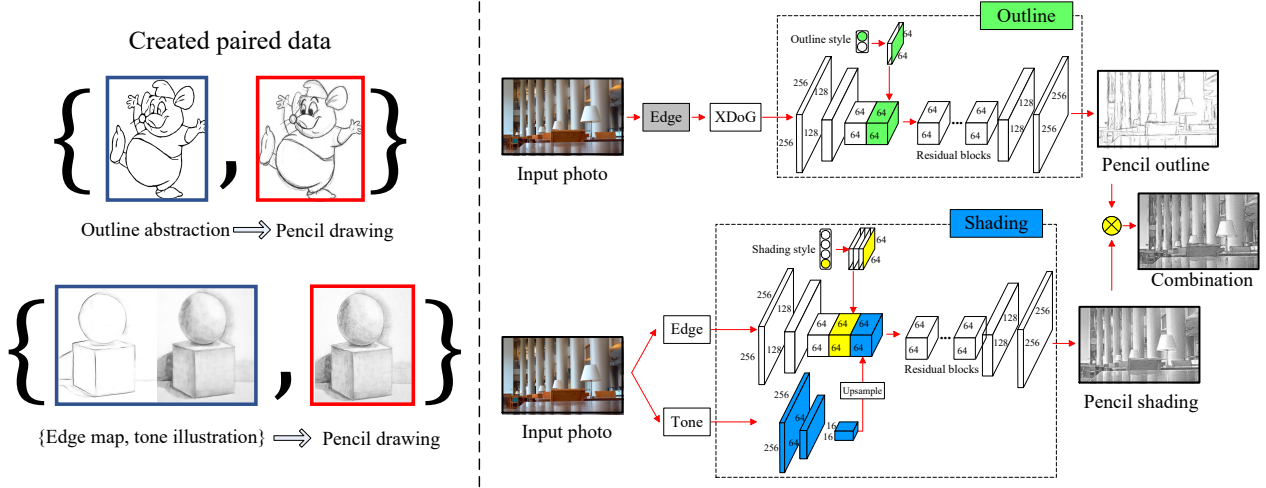 Created paired data
{ , }
Outline abstraction ⇒ Pencil drawing
{ , }
{Edge map, tone illustration} ⇒ Pencil drawing
Outline
Outline style
64
64
Input photo
Edge
XDoG
256
256
128
128
64
64
64
64
64
64
...
64
64
Residual blocks
128
128
256
256
Pencil outline
Combination
Shading
Shading style
64
64
Input photo
Edge
Tone
256
256
128
128
64
64
64
64
64
64
64
64
...
64
64
Residual blocks
128
128
256
256
Upsample
256
256
64
64
16
16
Pencil shading